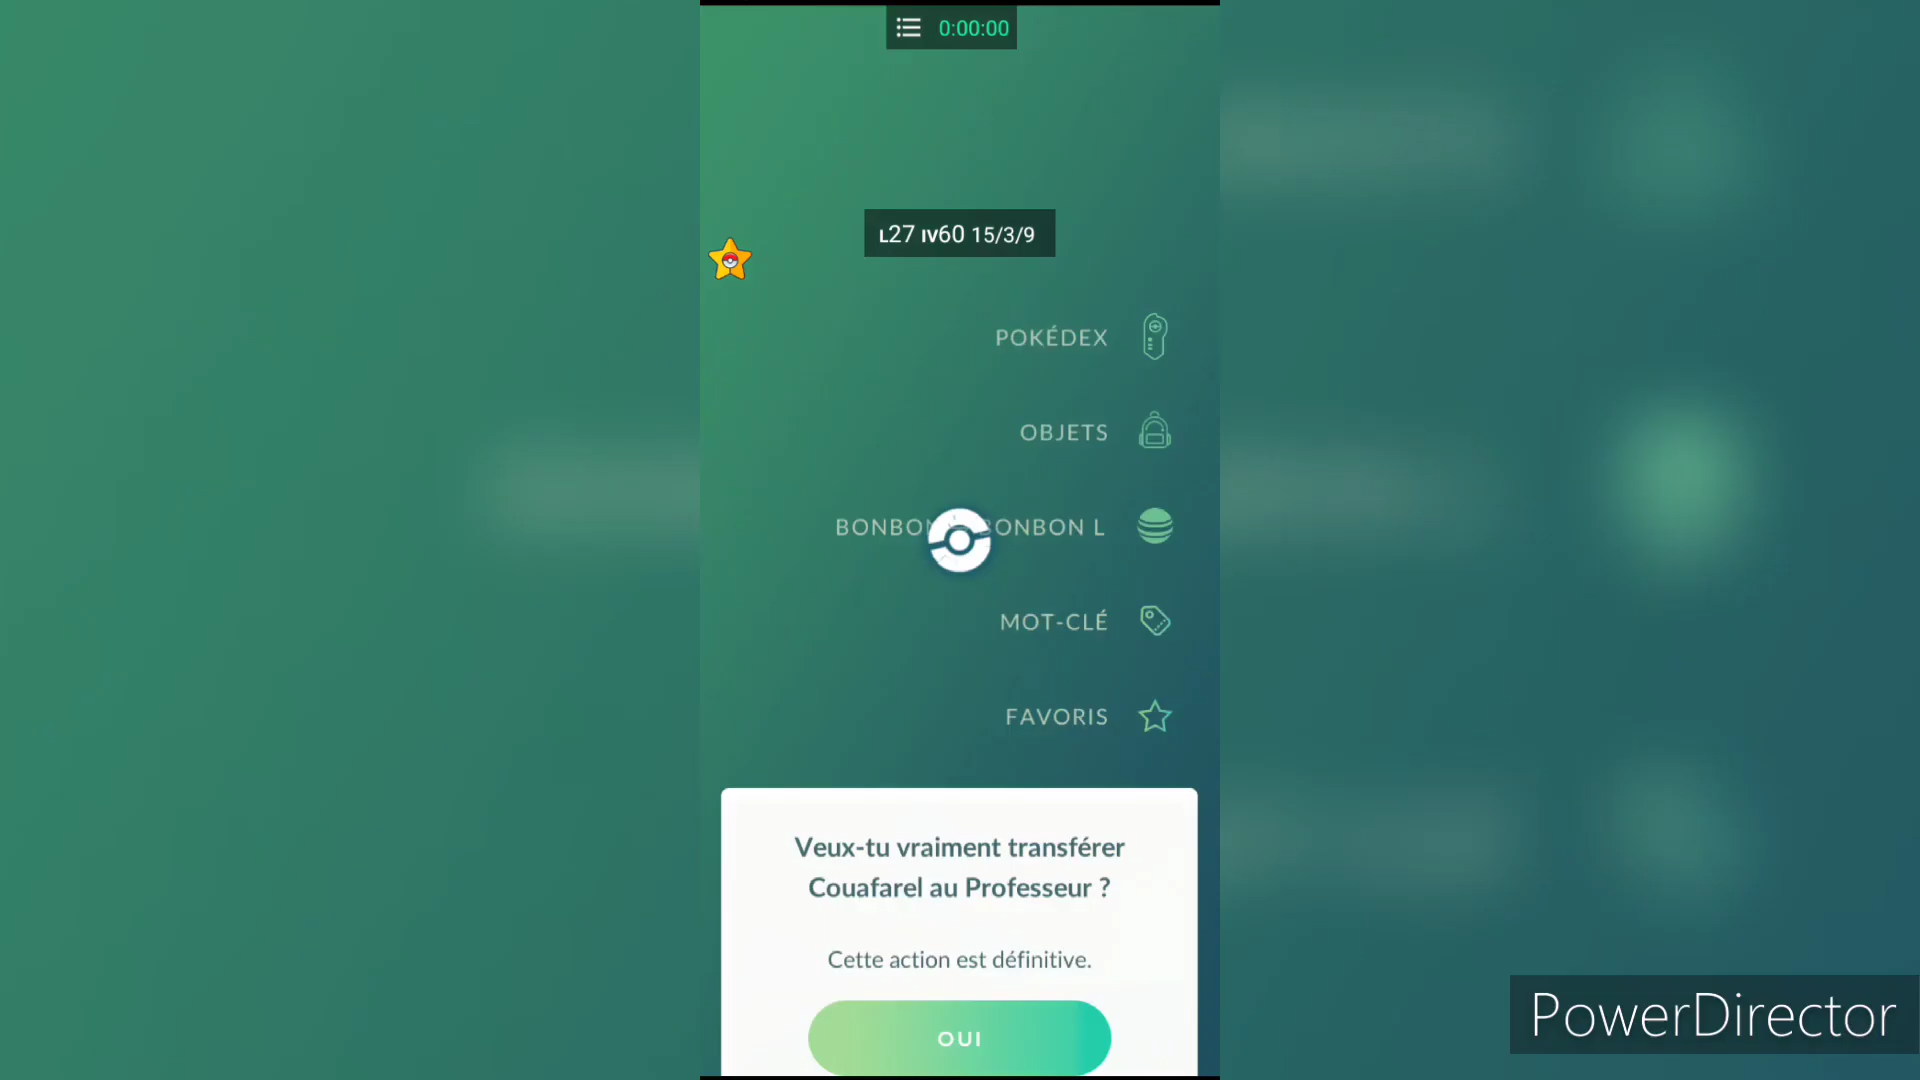 0:00:00
L27 IV60 15/3/9
POKÉDEX
OBJETS
BONBON L
MOT-CLÉ
FAVORIS
Veux-tu vraiment transférer
Couafarel au Professeur ?
Cette action est définitive.
OUI
PowerDirector